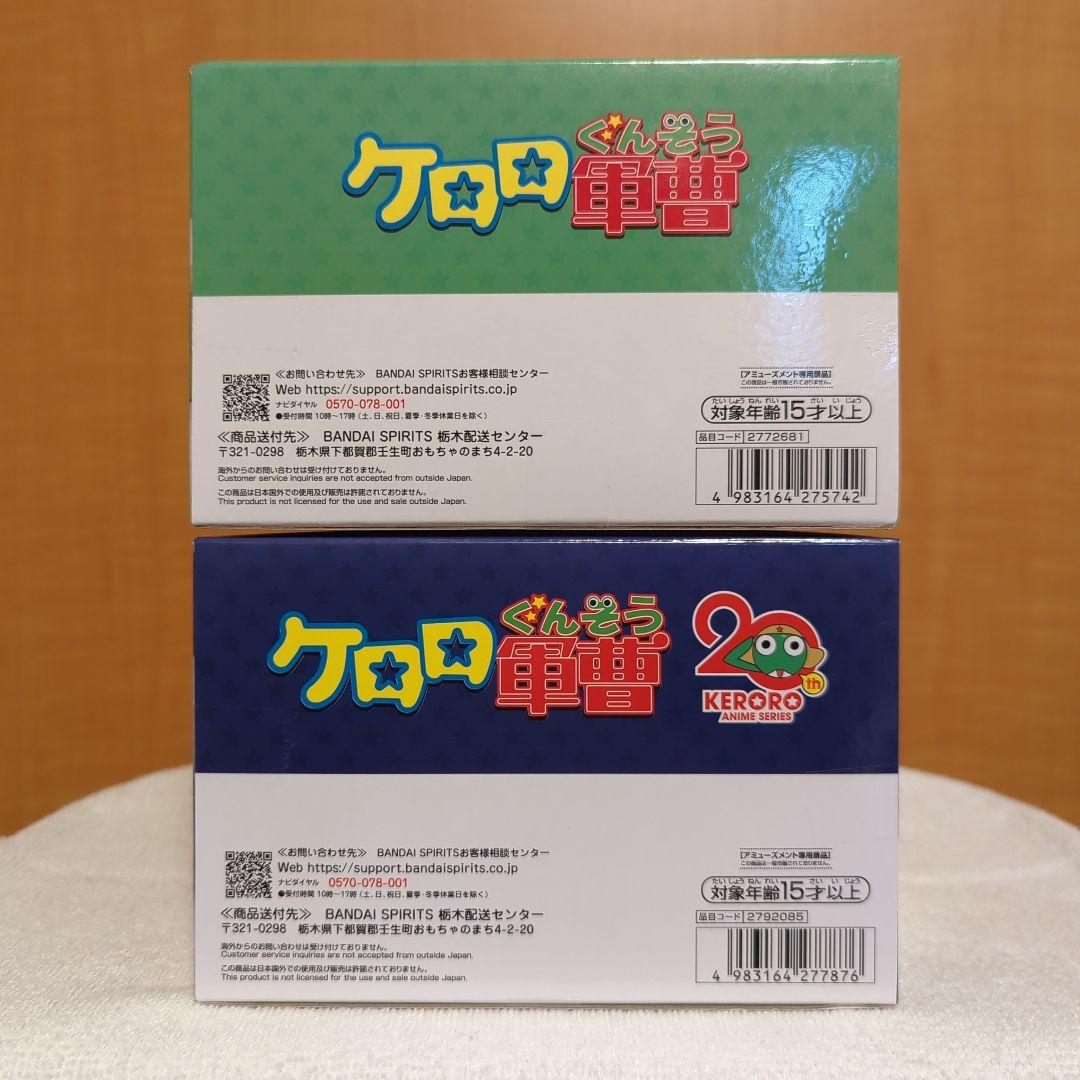 ぐんそう
ケロロ軍曹
≪お問い合わせ先≫ BANDAI SPIRITSお客様相談センター
Web https://support.bandaispirits.co.jp
ナビダイヤル 0570-078-001
●受付時間 10時〜17時(土、日、祝日、夏季・冬季休業日を除く)
≪商品送付先≫ BANDAI SPIRITS 栃木配送センター
〒321-0298 栃木県下都賀郡壬生町おもちゃのまち4-2-20
海外からのお問い合わせは受け付けておりません。
Customer service inquiries are not accepted from outside Japan.
この商品は日本国外での使用及び販売は許諾されておりません。
This product is not licensed for the use and sale outside Japan.
[アミューズメント専用景品]
この商品は一般市販されておりません。
たいしょうねんれい さいいじょう
対象年齢15才以上
品目コード 2772681
4 983164 275742
ぐんそう
ケロロ軍曹
20th
KERORO
ANIME SERIES
≪お問い合わせ先≫ BANDAI SPIRITSお客様相談センター
Web https://support.bandaispirits.co.jp
ナビダイヤル 0570-078-001
●受付時間 10時〜17時(土、日、祝日、夏季・冬季休業日を除く)
≪商品送付先≫ BANDAI SPIRITS 栃木配送センター
〒321-0298 栃木県下都賀郡壬生町おもちゃのまち4-2-20
海外からのお問い合わせは受け付けておりません。
Customer service inquiries are not accepted from outside Japan.
この商品は日本国外での使用及び販売は許諾されておりません。
This product is not licensed for the use and sale outside Japan.
[アミューズメント専用景品]
この商品は一般市販されておりません。
たいしょうねんれい さいいじょう
対象年齢15才以上
品目コード 2792085
4 983164 277876